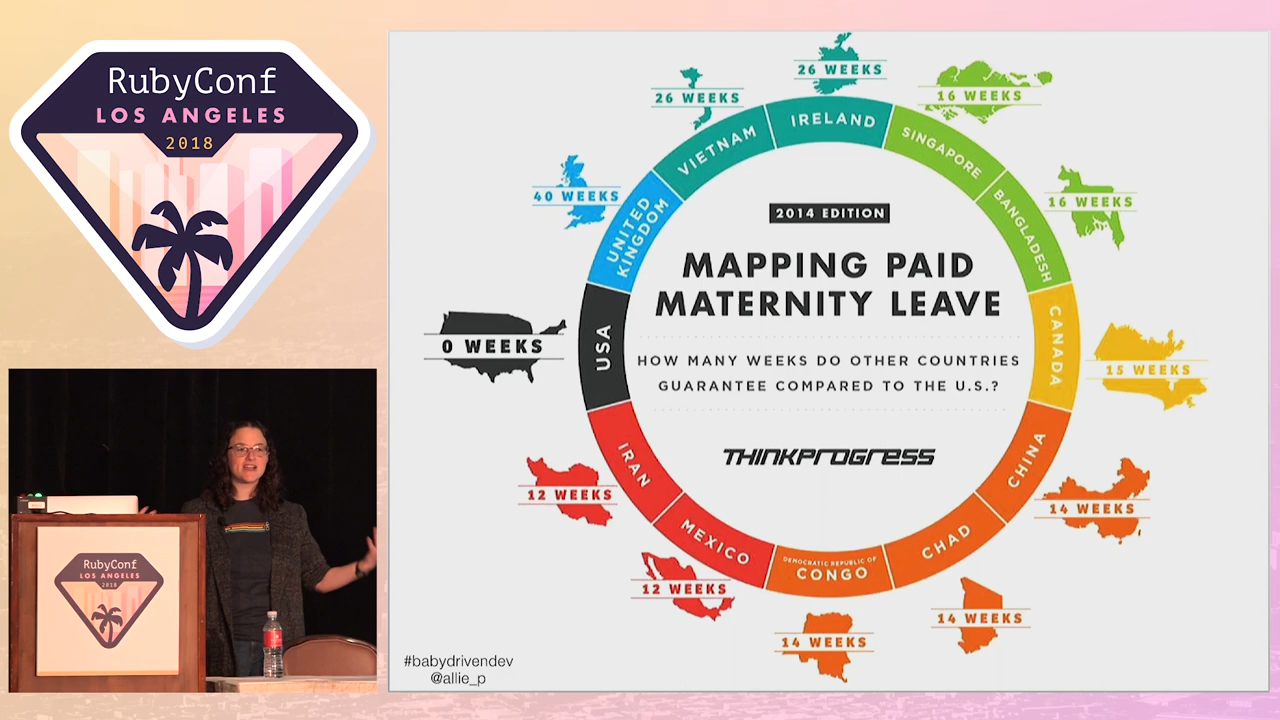 RubyConf
LOS ANGELES
2018
26 WEEKS
26 WEEKS
16 WEEKS
40 WEEKS
16 WEEKS
0 WEEKS
15 WEEKS
12 WEEKS
14 WEEKS
12 WEEKS
14 WEEKS
14 WEEKS
VIETNAM
IRELAND
SINGAPORE
BANGLADESH
CANADA
CHINA
CHAD
DEMOCRATIC REPUBLIC OF
CONGO
MEXICO
IRAN
USA
UNITED
KINGDOM
2014 EDITION
MAPPING PAID
MATERNITY LEAVE
HOW MANY WEEKS DO OTHER COUNTRIES
GUARANTEE COMPARED TO THE U.S.?
THINKPROGRESS
#babydrivendev
@allie_p
RubyConf
LOS ANGELES
2018